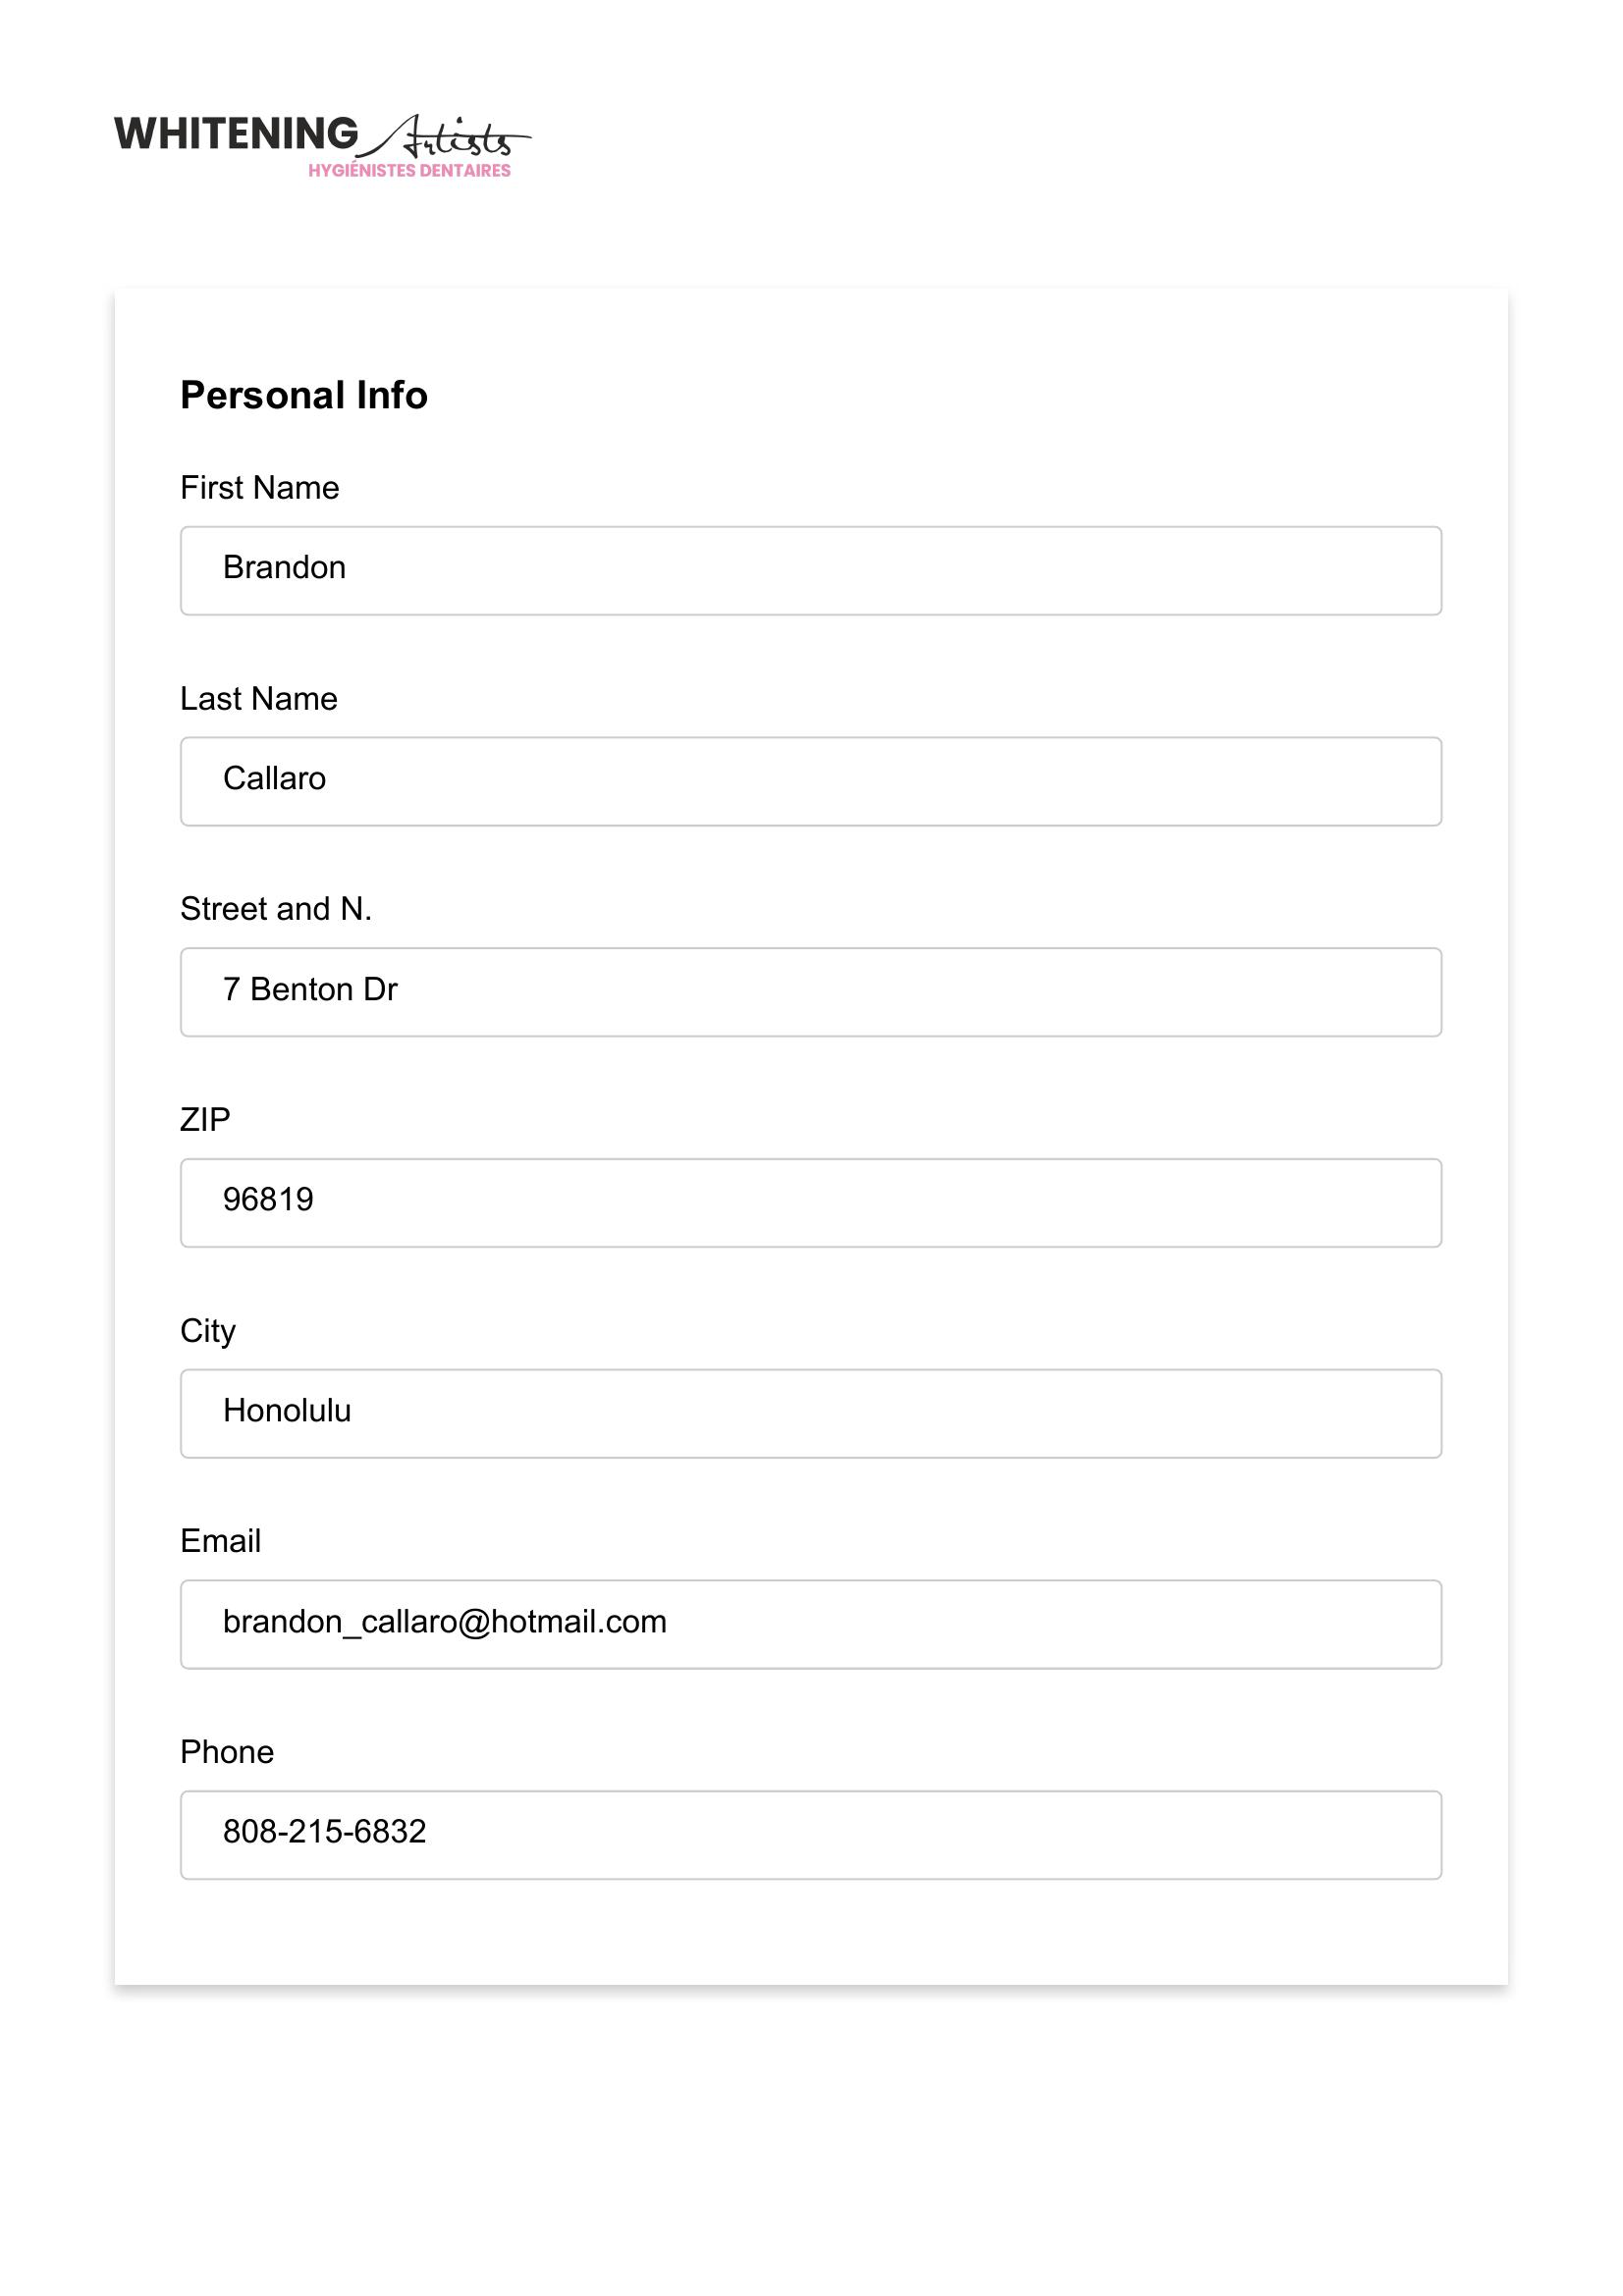 WHITENING Artists
HYGIÉNISTES DENTAIRES
Personal Info
First Name
Brandon
Last Name
Callaro
Street and N.
7 Benton Dr
ZIP
96819
City
Honolulu
Email
brandon_callaro@hotmail.com
Phone
808-215-6832